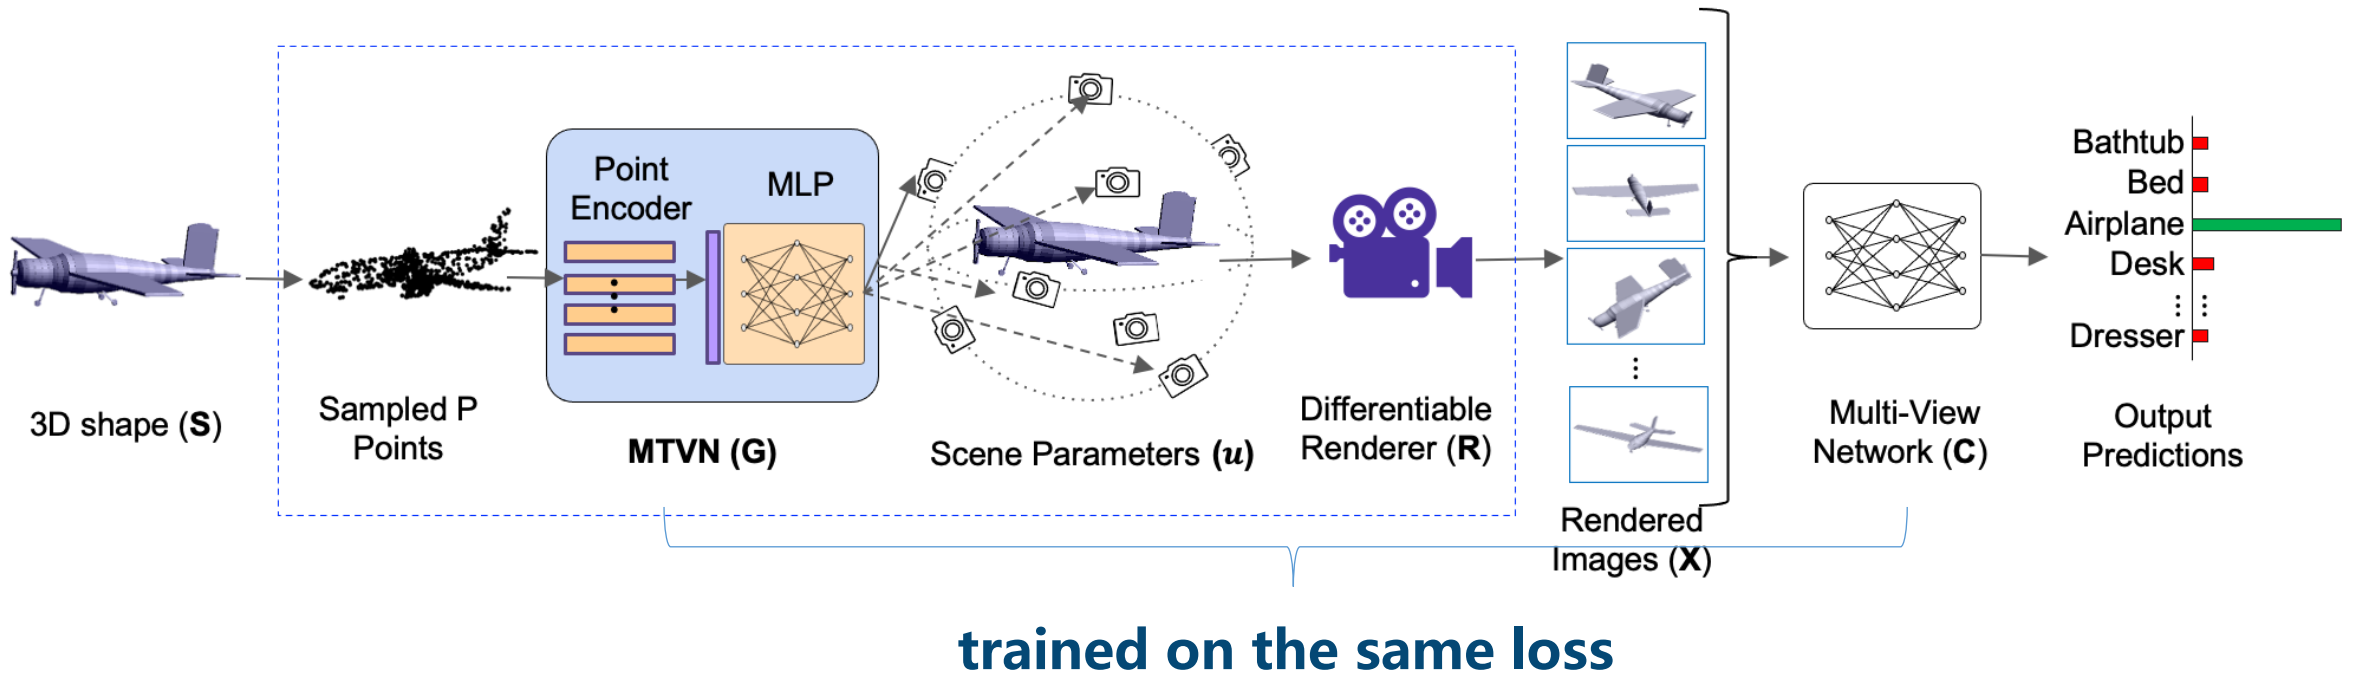 3D shape (S)
Sampled P
Points
Point
Encoder
MLP
MTVN (G)
Scene Parameters (u)
Differentiable
Renderer (R)
Rendered
Images (X)
Multi-View
Network (C)
Bathtub
Bed
Airplane
Desk
Dresser
Output
Predictions
trained on the same loss